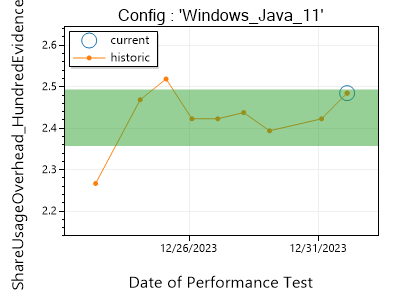 Config : 'Windows_Java_11'
current
historic
2.6
2.5
2.4
2.3
2.2
12/26/2023
12/31/2023
Date of Performance Test
ShareUsageOverhead_HundredEvidence